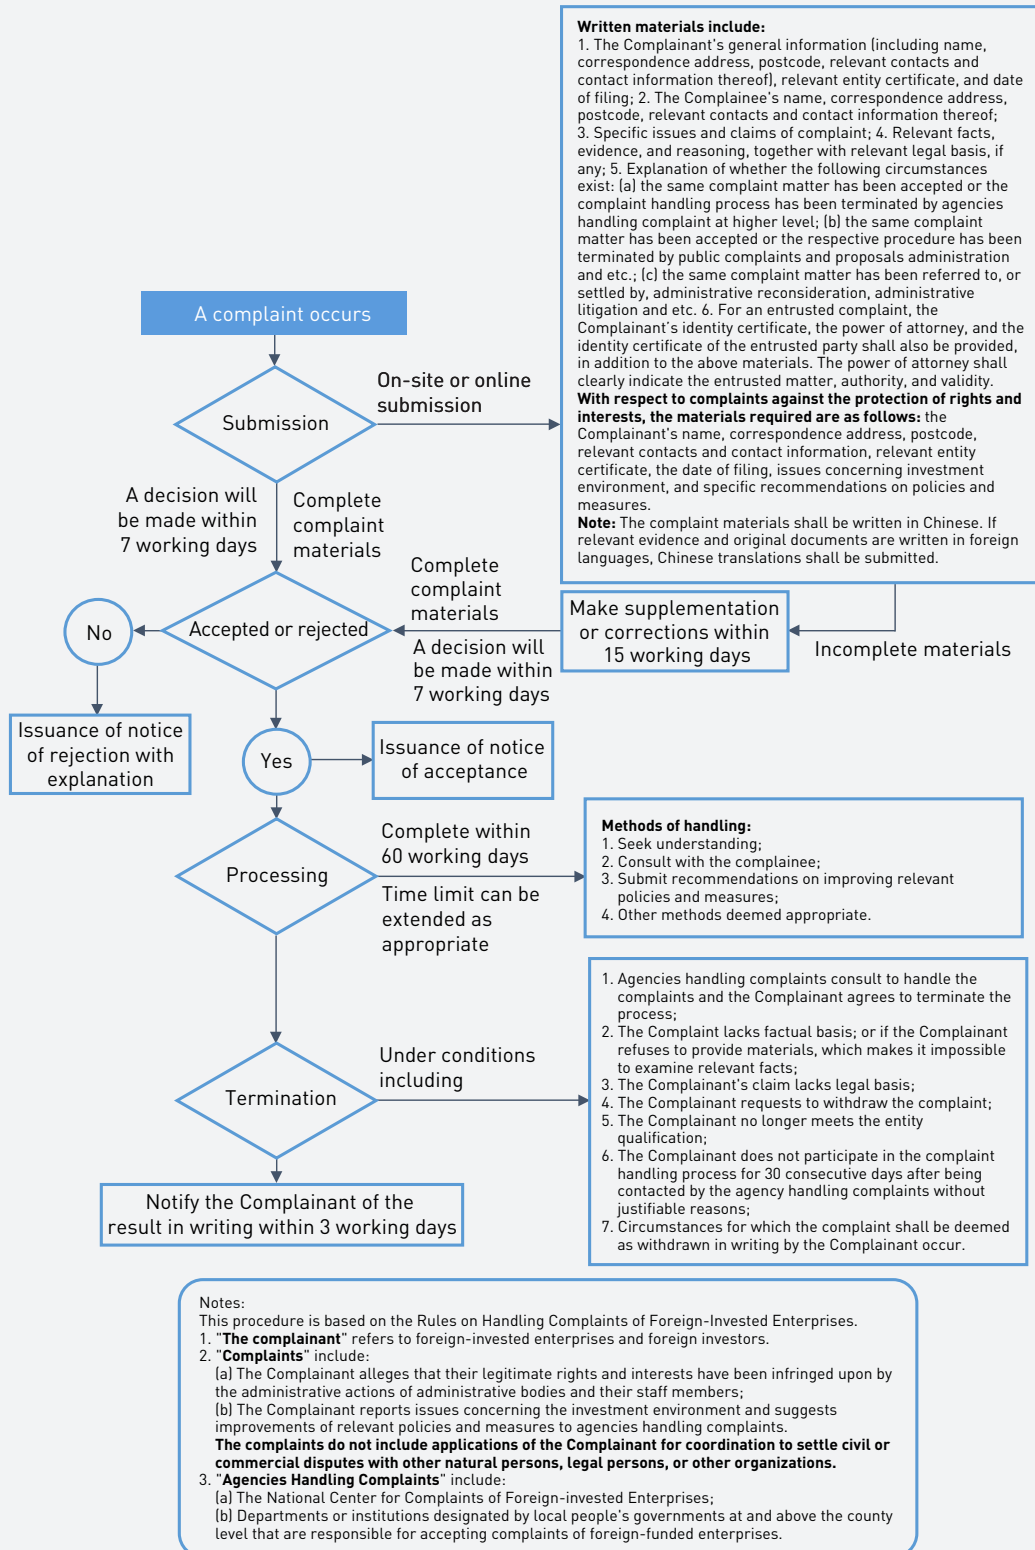 Written materials include:
1. The Complainant's general information (including name,
correspondence address, postcode, relevant contacts and
contact information thereof), relevant entity certificate, and date
of filing; 2. The Complainee's name, correspondence address,
postcode, relevant contacts and contact information thereof;
3. Specific issues and claims of complaint; 4. Relevant facts,
evidence, and reasoning, together with relevant legal basis, if
any; 5. Explanation of whether the following circumstances
exist: (a) the same complaint matter has been accepted or the
complaint handling process has been terminated by agencies
handling complaint at higher level; (b) the same complaint
matter has been accepted or the respective procedure has been
terminated by public complaints and proposals administration
and etc.; (c) the same complaint matter has been referred to, or
settled by, administrative reconsideration, administrative
litigation and etc. 6. For an entrusted complaint, the
Complainant's identity certificate, the power of attorney, and the
identity certificate of the entrusted party shall also be provided,
in addition to the above materials. The power of attorney shall
clearly indicate the entrusted matter, authority, and validity.
With respect to complaints against the protection of rights and
interests, the materials required are as follows: the
Complainant's name, correspondence address, postcode,
relevant contacts and contact information, relevant entity
certificate, the date of filing, issues concerning investment
environment, and specific recommendations on policies and
measures.
Note: The complaint materials shall be written in Chinese. If
relevant evidence and original documents are written in foreign
languages, Chinese translations shall be submitted.
A complaint occurs
On-site or online
submission
Submission
A decision will
be made within
7 working days
Complete
complaint
materials
Complete
complaint
materials
A decision will
be made within
7 working days
Make supplementation
or corrections within
15 working days
Incomplete materials
No
Accepted or rejected
Issuance of notice
of rejection with
explanation
Yes
Issuance of notice
of acceptance
Processing
Complete within
60 working days
Time limit can be
extended as
appropriate
Methods of handling:
1. Seek understanding;
2. Consult with the complainee;
3. Submit recommendations on improving relevant
policies and measures;
4. Other methods deemed appropriate.
Termination
Under conditions
including
1. Agencies handling complaints consult to handle the
complaints and the Complainant agrees to terminate the
process;
2. The Complaint lacks factual basis; or if the Complainant
refuses to provide materials, which makes it impossible
to examine relevant facts;
3. The Complainant's claim lacks legal basis;
4. The Complainant requests to withdraw the complaint;
5. The Complainant no longer meets the entity
qualification;
6. The Complainant does not participate in the complaint
handling process for 30 consecutive days after being
contacted by the agency handling complaints without
justifiable reasons;
7. Circumstances for which the complaint shall be deemed
as withdrawn in writing by the Complainant occur.
Notify the Complainant of the
result in writing within 3 working days
Notes:
This procedure is based on the Rules on Handling Complaints of Foreign-Invested Enterprises.
1. "The complainant" refers to foreign-invested enterprises and foreign investors.
2. "Complaints" include:
(a) The Complainant alleges that their legitimate rights and interests have been infringed upon by
the administrative actions of administrative bodies and their staff members;
(b) The Complainant reports issues concerning the investment environment and suggests
improvements of relevant policies and measures to agencies handling complaints.
The complaints do not include applications of the Complainant for coordination to settle civil or
commercial disputes with other natural persons, legal persons, or other organizations.
3. "Agencies Handling Complaints" include:
(a) The National Center for Complaints of Foreign-invested Enterprises;
(b) Departments or institutions designated by local people's governments at and above the county
level that are responsible for accepting complaints of foreign-funded enterprises.